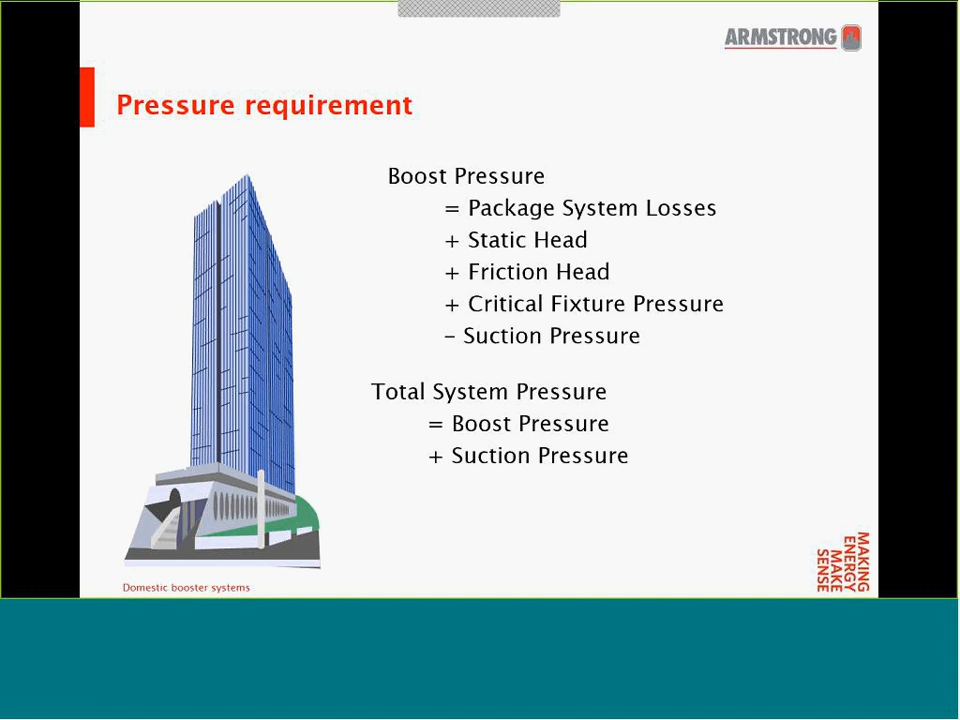 ARMSTRONG
Pressure requirement
Boost Pressure
= Package System Losses
+ Static Head
+ Friction Head
+ Critical Fixture Pressure
– Suction Pressure
Total System Pressure
= Boost Pressure
+ Suction Pressure
MAKING
ENERGY
MAKE
SENSE
Domestic booster systems